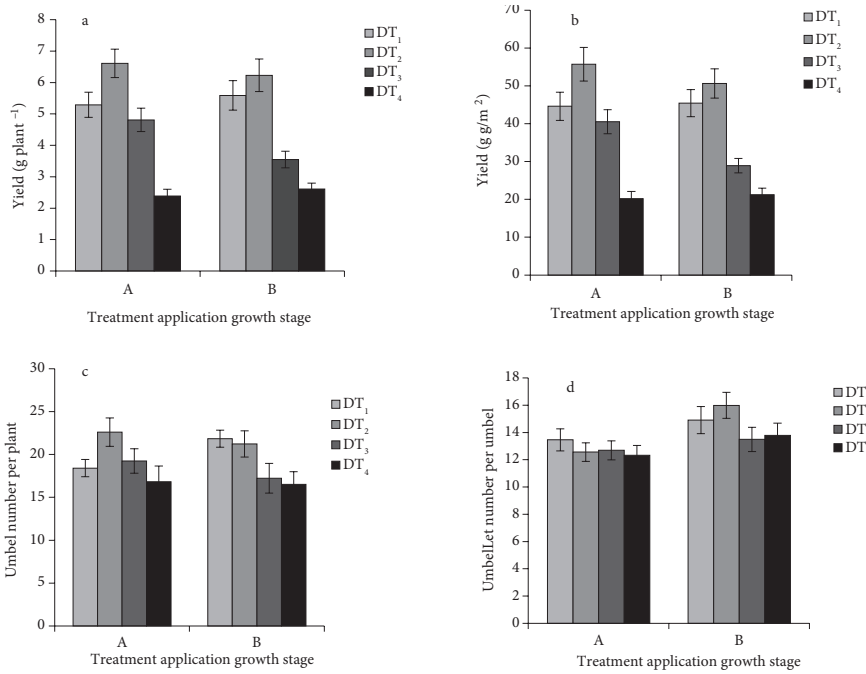 a
8
7
6
5
4
3
2
1
0
Yield (g plant ⁻¹)
A B
Treatment application growth stage
DT₁
DT₂
DT₃
DT₄
b
70
60
50
40
30
20
10
0
Yield (g g/m ²)
A B
Treatment application growth stage
DT₁
DT₂
DT₃
DT₄
c
30
25
20
15
10
5
0
Umbel number per plant
A B
Treatment application growth stage
DT₁
DT₂
DT₃
DT₄
d
18
16
14
12
10
8
6
4
2
0
UmbelLet number per umbel
A B
Treatment application growth stage
DT
DT
DT
DT